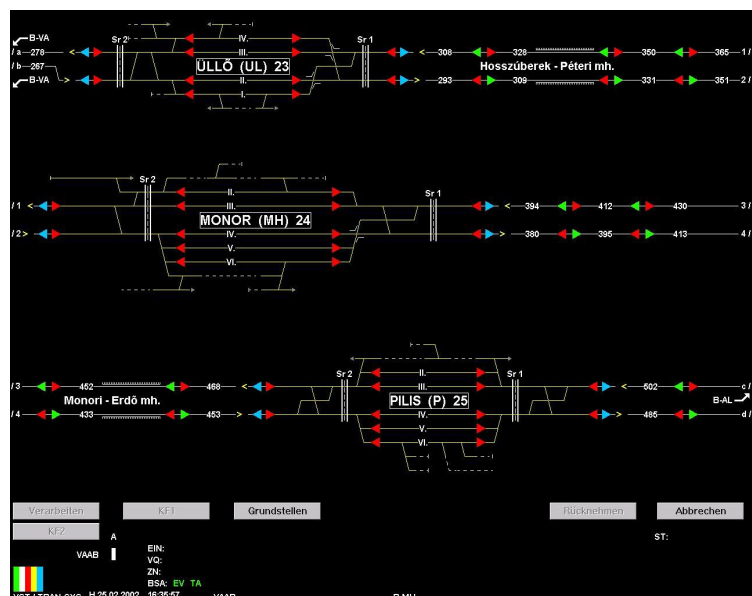 B-VA
Sr 2
IV.
Sr 1
/ a 278 < III. < 308 328 350 365 1 /
/ b 267 ÜLLŐ (UL) 23 Hosszúberek - Péteri mh.
B-VA > II. > 293 309 331 351 2 /
I.
Sr 2
II.
Sr 1
/ 1 < III. < 394 412 430 3 /
MONOR (MH) 24
/ 2 > IV. > 380 395 413 4 /
V.
VI.
Sr 2
II.
Sr 1
/ 3 452 468 < III. < 502 c /
Monori - Erdő mh. PILIS (P) 25 B-AL
/ 4 433 453 > IV. > 485 d /
V.
VI.
Verarbeiten KF1 Grundstellen Rücknehmen Abbrechen
KF2
A ST:
VAAB EIN:
VQ:
ZN:
BSA: EV TA
H 25.02.2002 16:35:57 VAAB